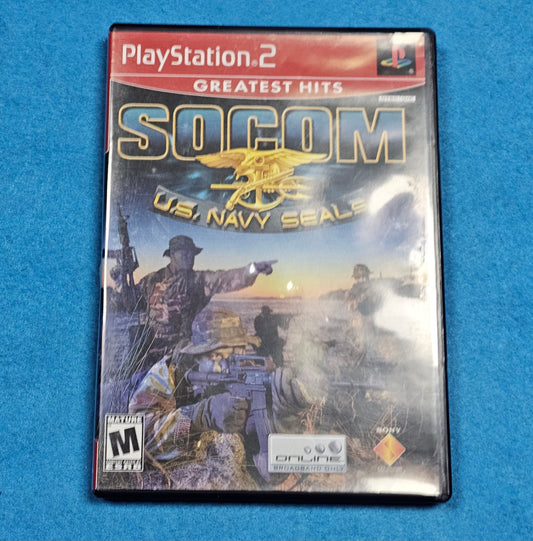 PlayStation.2
GREATEST HITS
SOCOM
U.S. NAVY SEALS
MATURE
M
ESRB
ONLINE
BROADBAND ONLY
SONY